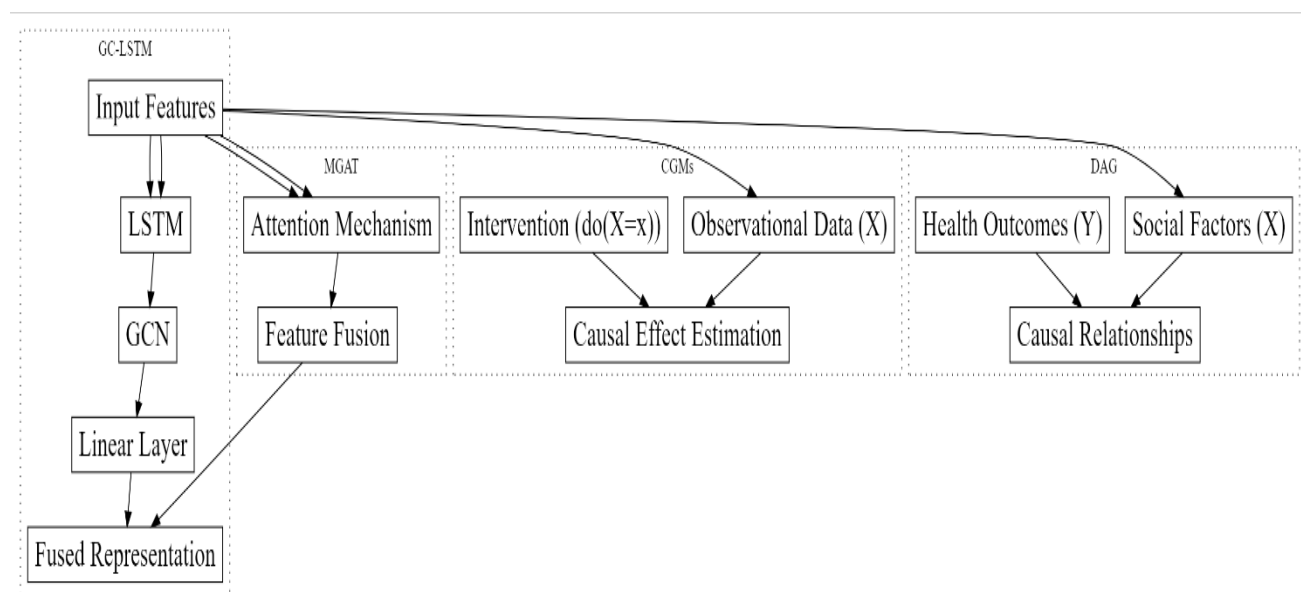 GC-LSTM
Input Features
MGAT
CGMs
DAG
LSTM
Attention Mechanism
Intervention (do(X=x))
Observational Data (X)
Health Outcomes (Y)
Social Factors (X)
GCN
Feature Fusion
Causal Effect Estimation
Causal Relationships
Linear Layer
Fused Representation